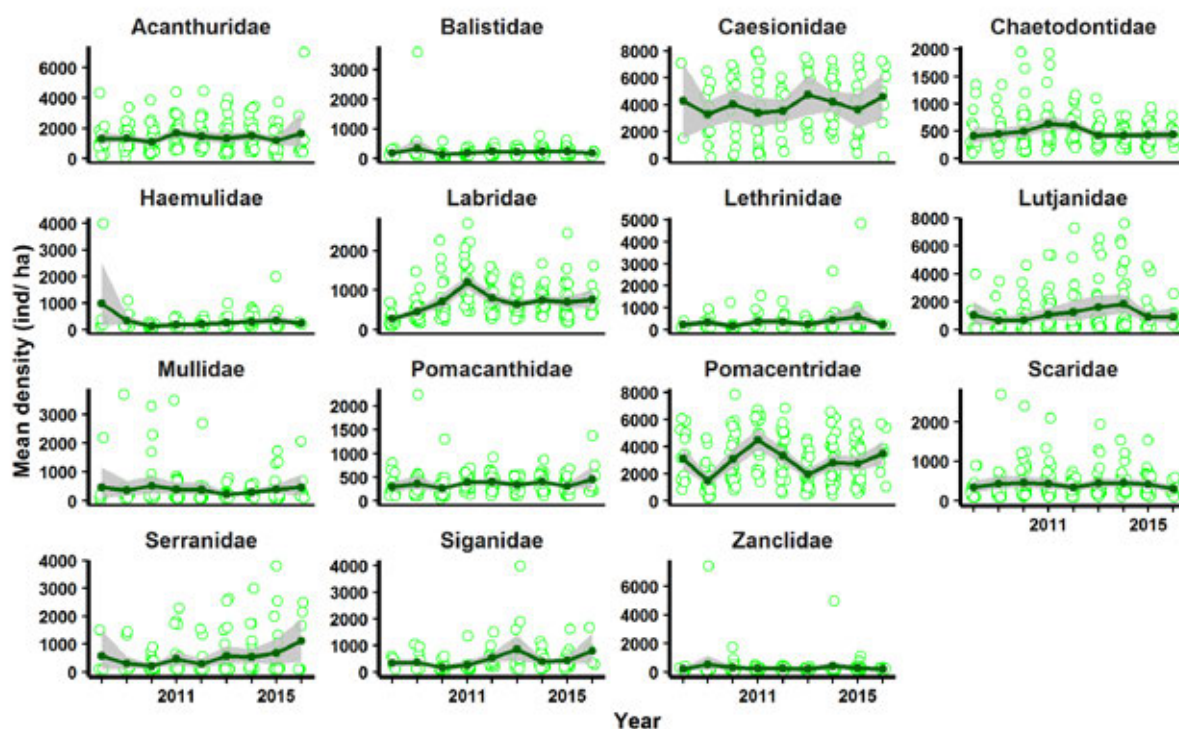 Acanthuridae Balistidae Caesionidae Chaetodontidae
6000 4000 2000 0
3000 2000 1000 0
8000 6000 4000 2000 0
2000 1500 1000 500 0
Haemulidae Labridae Lethrinidae Lutjanidae
4000 3000 2000 1000 0
2000 1000 0
5000 4000 3000 2000 1000 0
8000 6000 4000 2000 0
Mean density (ind/ ha)
Mullidae Pomacanthidae Pomacentridae Scaridae
3000 2000 1000 0
2000 1500 1000 500 0
8000 6000 4000 2000 0
2000 1000 0
2011 2015
Serranidae Siganidae Zanclidae
4000 3000 2000 1000 0
4000 3000 2000 1000 0
6000 4000 2000 0
2011 2015 2011 2015 2011 2015
Year